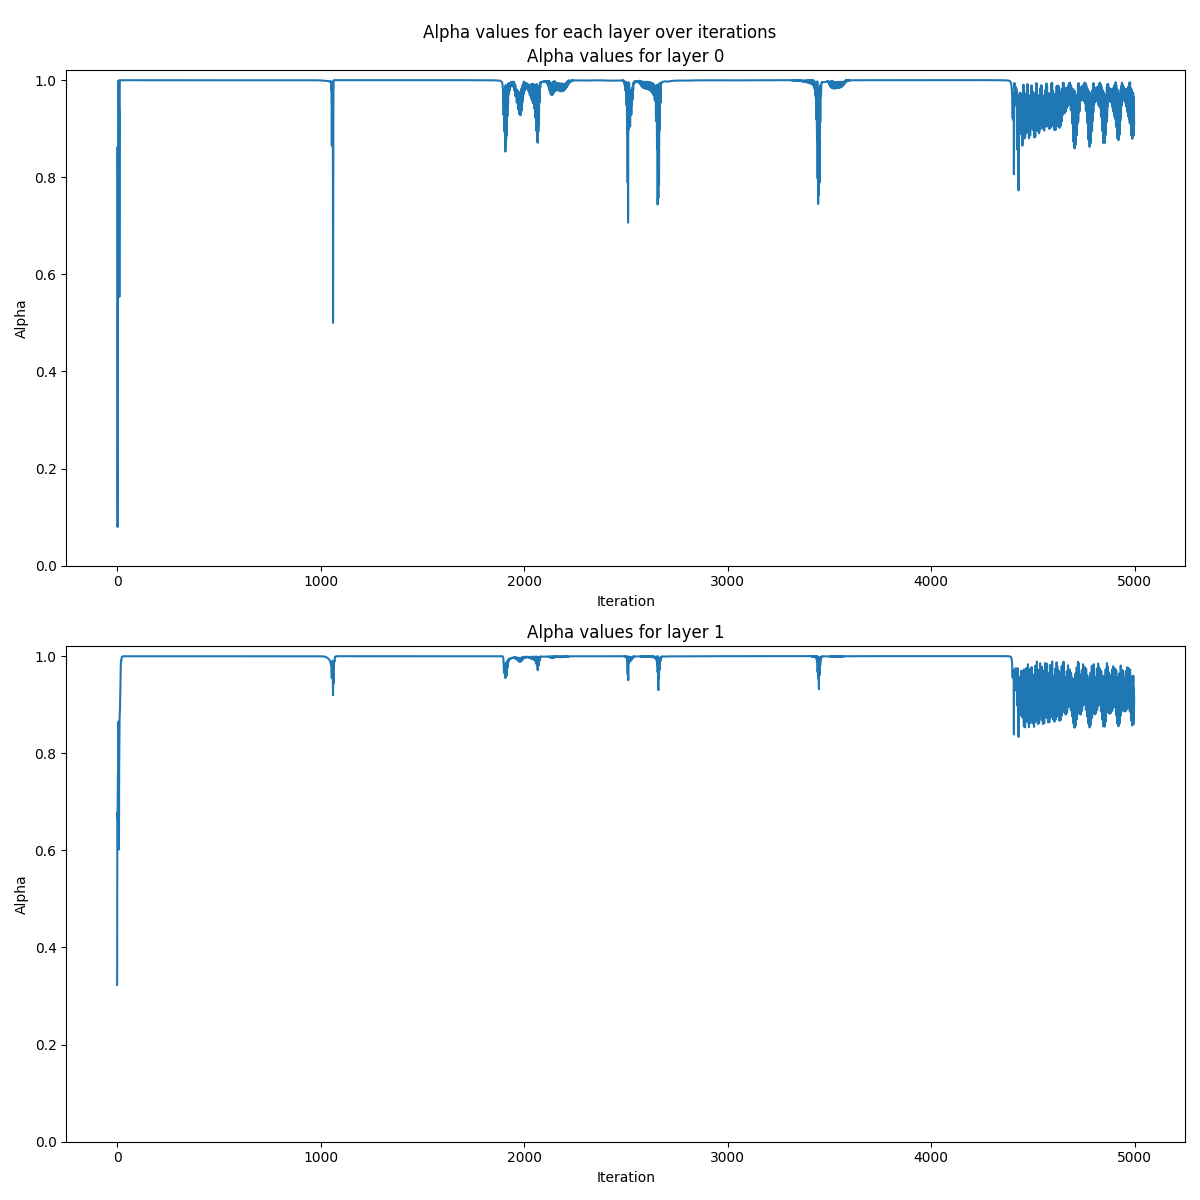 Alpha values for each layer over iterations
Alpha values for layer 0
1.0
0.8
0.6
0.4
0.2
0.0
Alpha
0 1000 2000 3000 4000 5000
Iteration
Alpha values for layer 1
1.0
0.8
0.6
0.4
0.2
0.0
Alpha
0 1000 2000 3000 4000 5000
Iteration